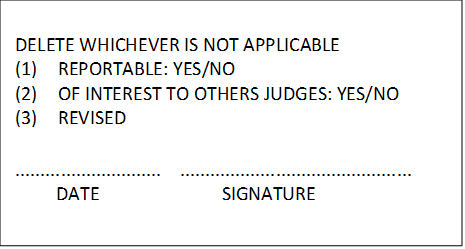 DELETE WHICHEVER IS NOT APPLICABLE
(1) REPORTABLE: YES/NO
(2) OF INTEREST TO OTHERS JUDGES: YES/NO
(3) REVISED
............................. ..............................................
DATE SIGNATURE